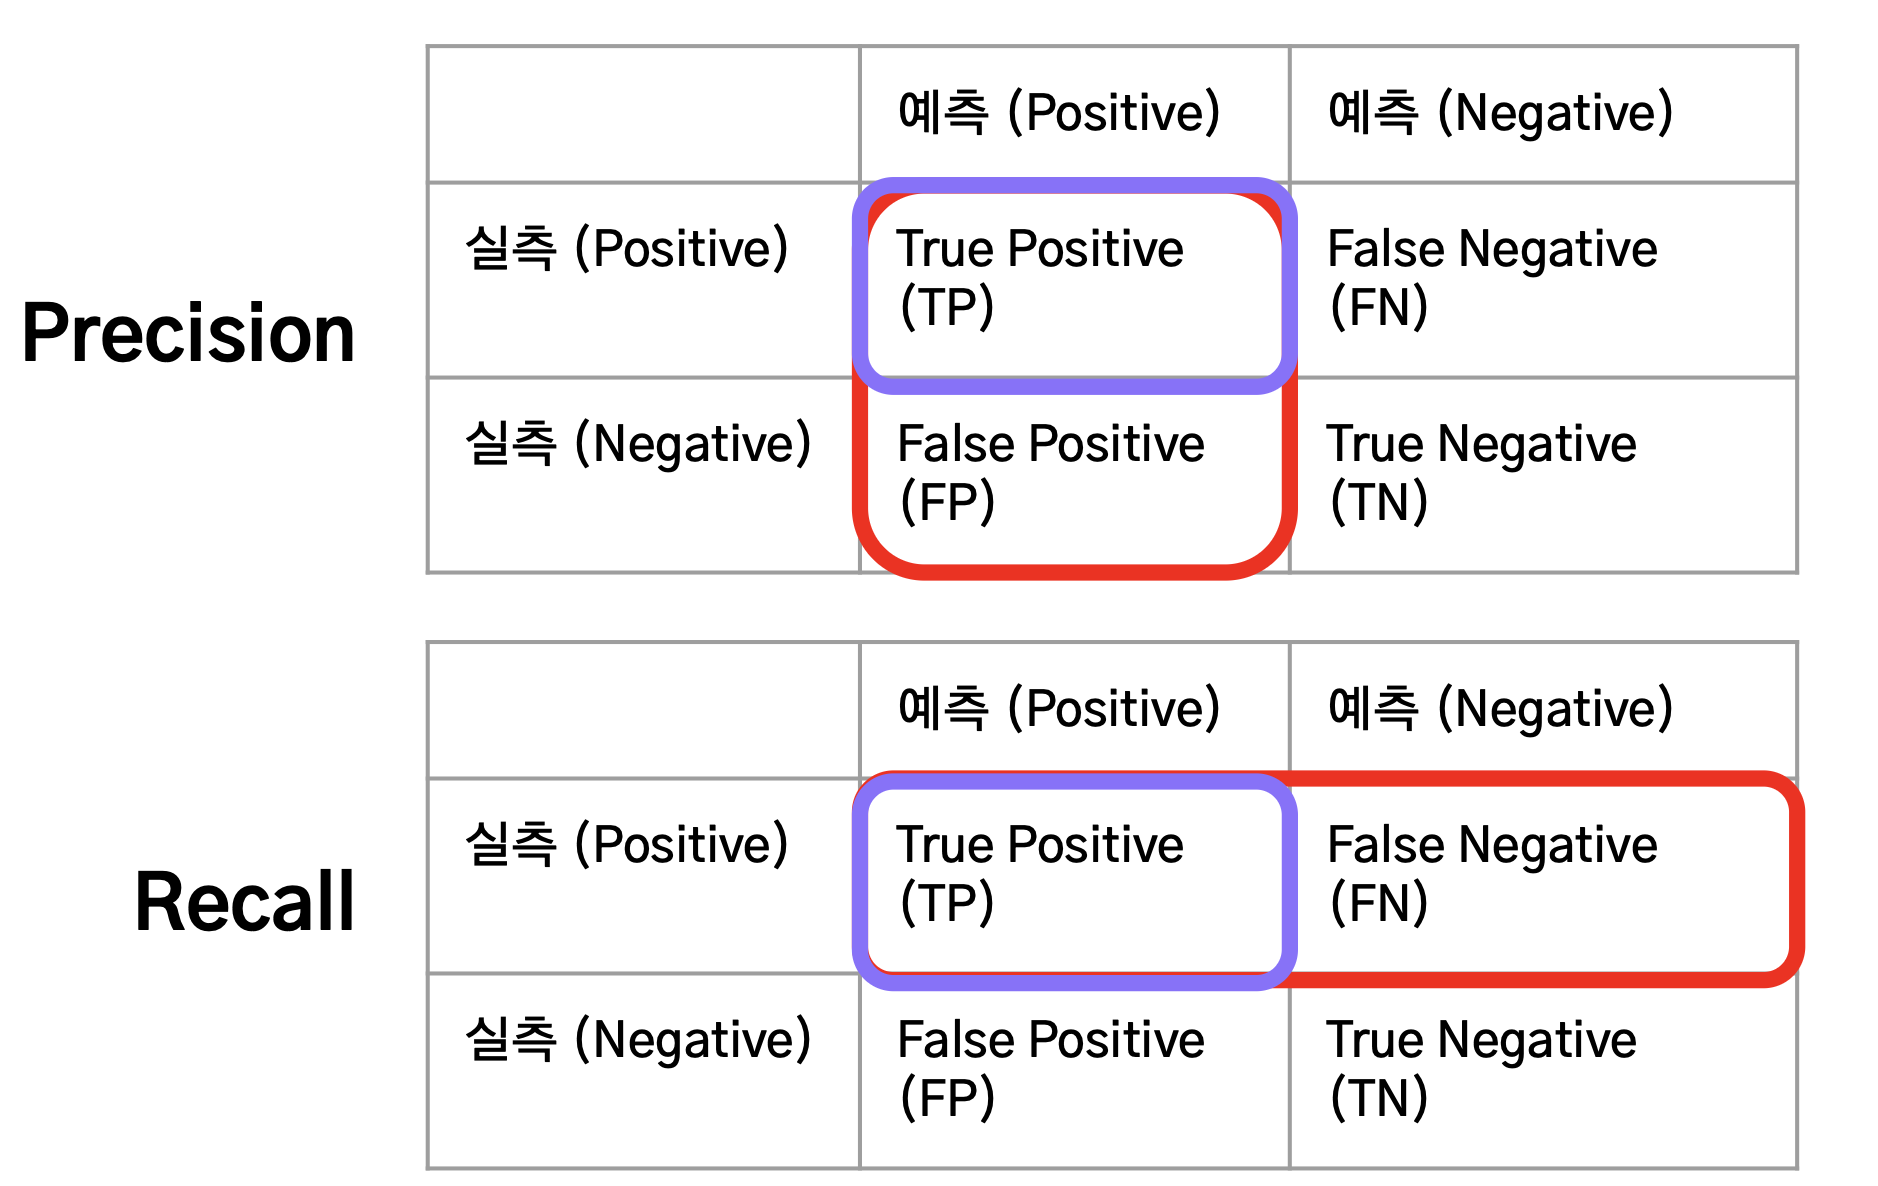 예측 (Positive)
예측 (Negative)
실측 (Positive)
True Positive
(TP)
False Negative
(FN)
Precision
실측 (Negative)
False Positive
(FP)
True Negative
(TN)
예측 (Positive)
예측 (Negative)
실측 (Positive)
True Positive
(TP)
False Negative
(FN)
Recall
실측 (Negative)
False Positive
(FP)
True Negative
(TN)